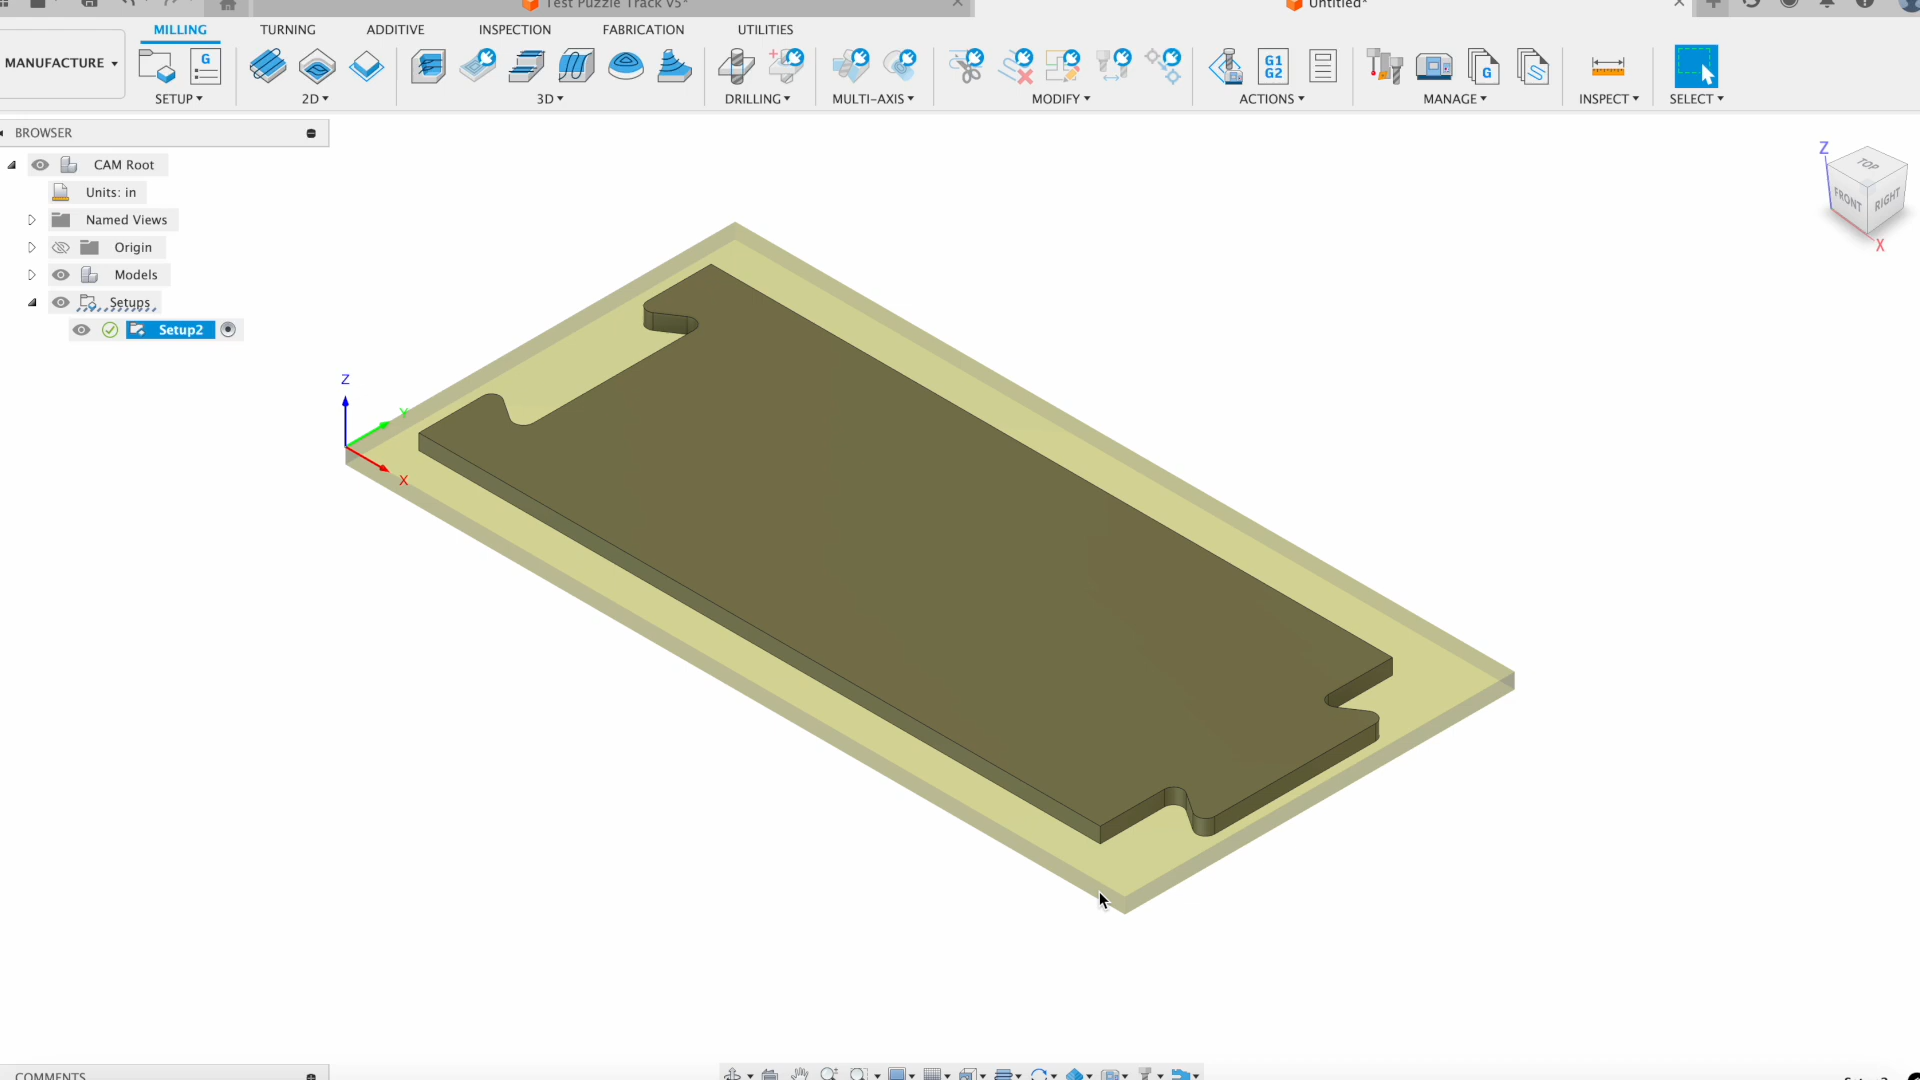 Test Puzzle Track v5*
Untitled*
MILLING TURNING ADDITIVE INSPECTION FABRICATION UTILITIES
MANUFACTURE
G
G1
G2
G
SETUP 2D 3D DRILLING MULTI-AXIS MODIFY ACTIONS MANAGE INSPECT SELECT
BROWSER
CAM Root
Units: in
Named Views
Origin
Models
Setups
Setup2
Z
TOP
FRONT
RIGHT
X
Z
Y
X
COMMENTS